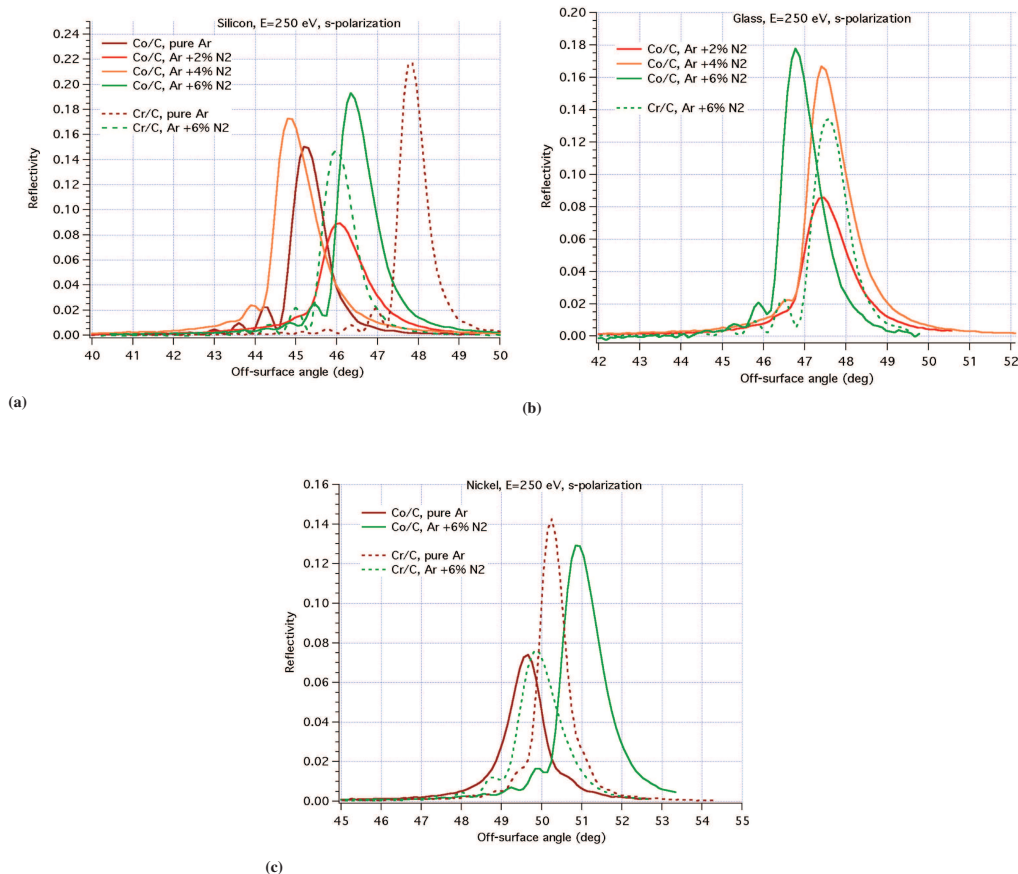 Silicon, E=250 eV, s-polarization
Co/C, pure Ar
Co/C, Ar +2% N2
Co/C, Ar +4% N2
Co/C, Ar +6% N2
Cr/C, pure Ar
Cr/C, Ar +6% N2
Reflectivity
0.24
0.22
0.20
0.18
0.16
0.14
0.12
0.10
0.08
0.06
0.04
0.02
0.00
40 41 42 43 44 45 46 47 48 49 50
Off-surface angle (deg)
(a)
Glass, E=250 eV, s-polarization
Co/C, Ar +2% N2
Co/C, Ar +4% N2
Co/C, Ar +6% N2
Cr/C, Ar +6% N2
Reflectivity
0.20
0.18
0.16
0.14
0.12
0.10
0.08
0.06
0.04
0.02
0.00
42 43 44 45 46 47 48 49 50 51 52
Off-surface angle (deg)
(b)
Nickel, E=250 eV, s-polarization
Co/C, pure Ar
Co/C, Ar +6% N2
Cr/C, pure Ar
Cr/C, Ar +6% N2
Reflectivity
0.16
0.14
0.12
0.10
0.08
0.06
0.04
0.02
0.00
45 46 47 48 49 50 51 52 53 54 55
Off-surface angle (deg)
(c)